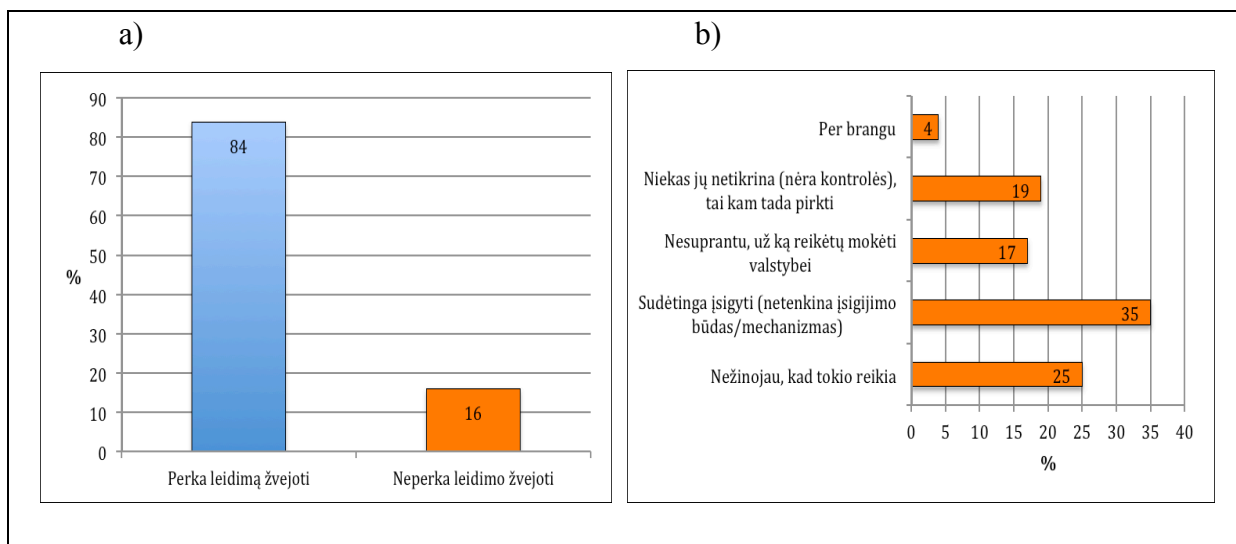 a)
90
80
70
60
50
40
30
20
10
0
%
84
16
Perka leidimą žvejoti
Neperka leidimo žvejoti
b)
Per brangu
4
Niekas jų netikrina (nėra kontrolės),
tai kam tada pirkti
19
Nesuprantu, už ką reikėtų mokėti
valstybei
17
Sudėtinga įsigyti (netenkina įsigijimo
būdas/mechanizmas)
35
Nežinojau, kad tokio reikia
25
0 5 10 15 20 25 30 35 40
%